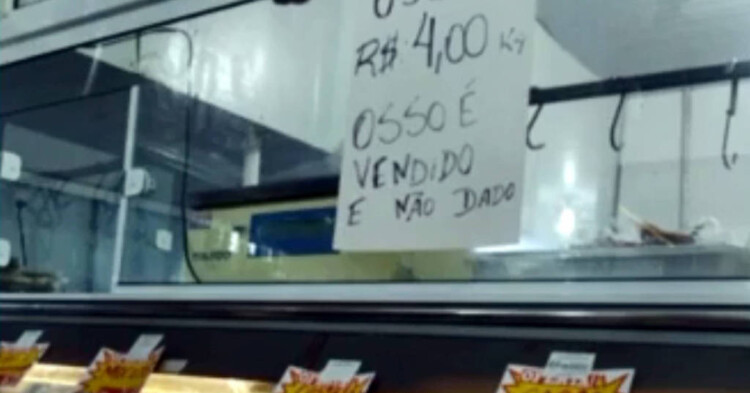 R$ 4,00 Kg
OSSO É
VENDIDO
E NÃO DADO